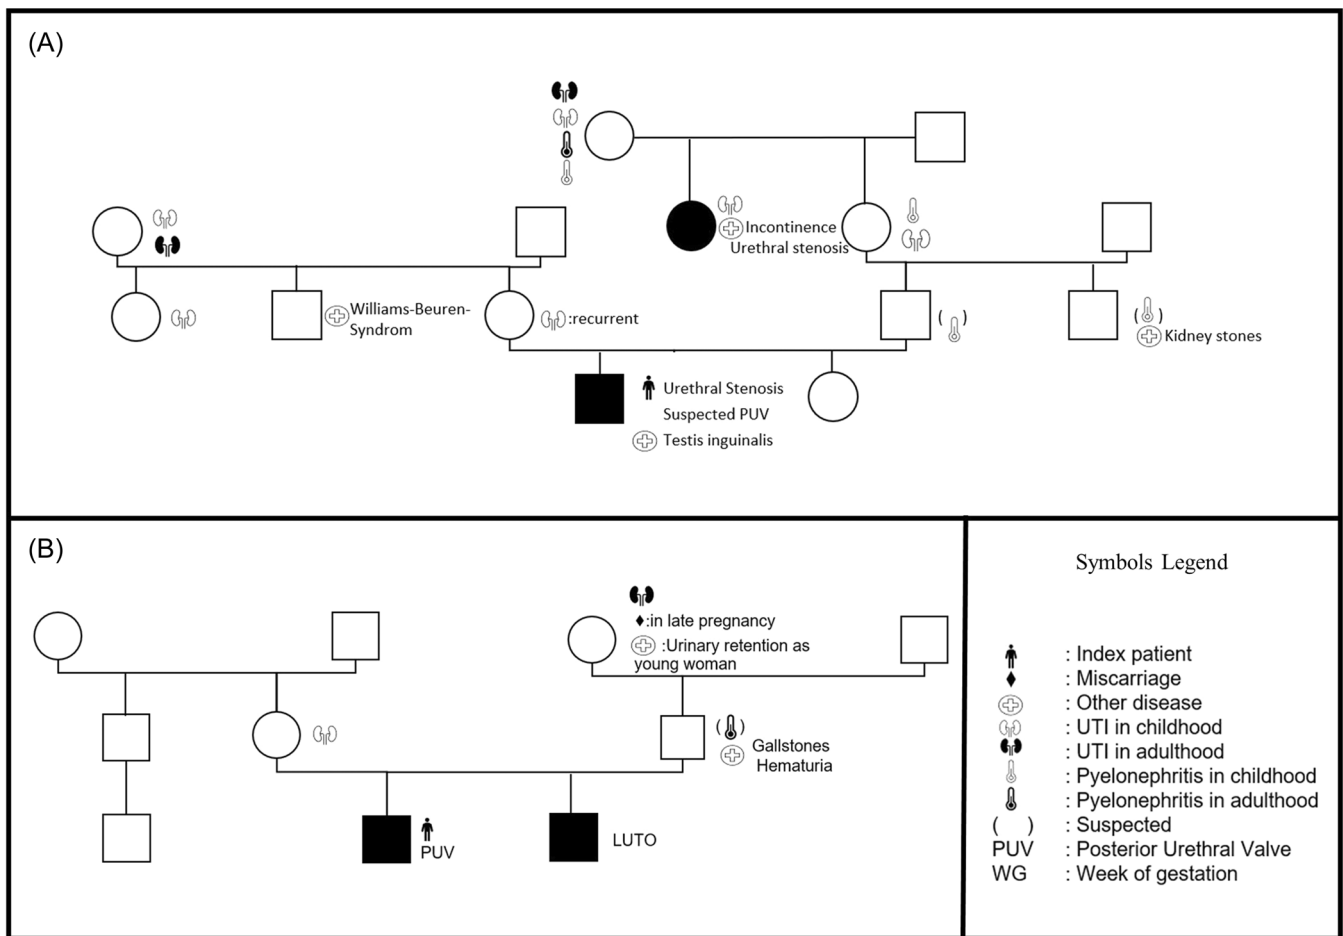 (A)
Incontinence
Urethral stenosis
Williams-Beuren-
Syndrom
:recurrent
( )
( )
Kidney stones
Urethral Stenosis
Suspected PUV
Testis inguinalis
(B)
:in late pregnancy
:Urinary retention as
young woman
( )
Gallstones
Hematuria
PUV
LUTO
Symbols Legend
: Index patient
: Miscarriage
: Other disease
: UTI in childhood
: UTI in adulthood
: Pyelonephritis in childhood
: Pyelonephritis in adulthood
( ) : Suspected
PUV : Posterior Urethral Valve
WG : Week of gestation